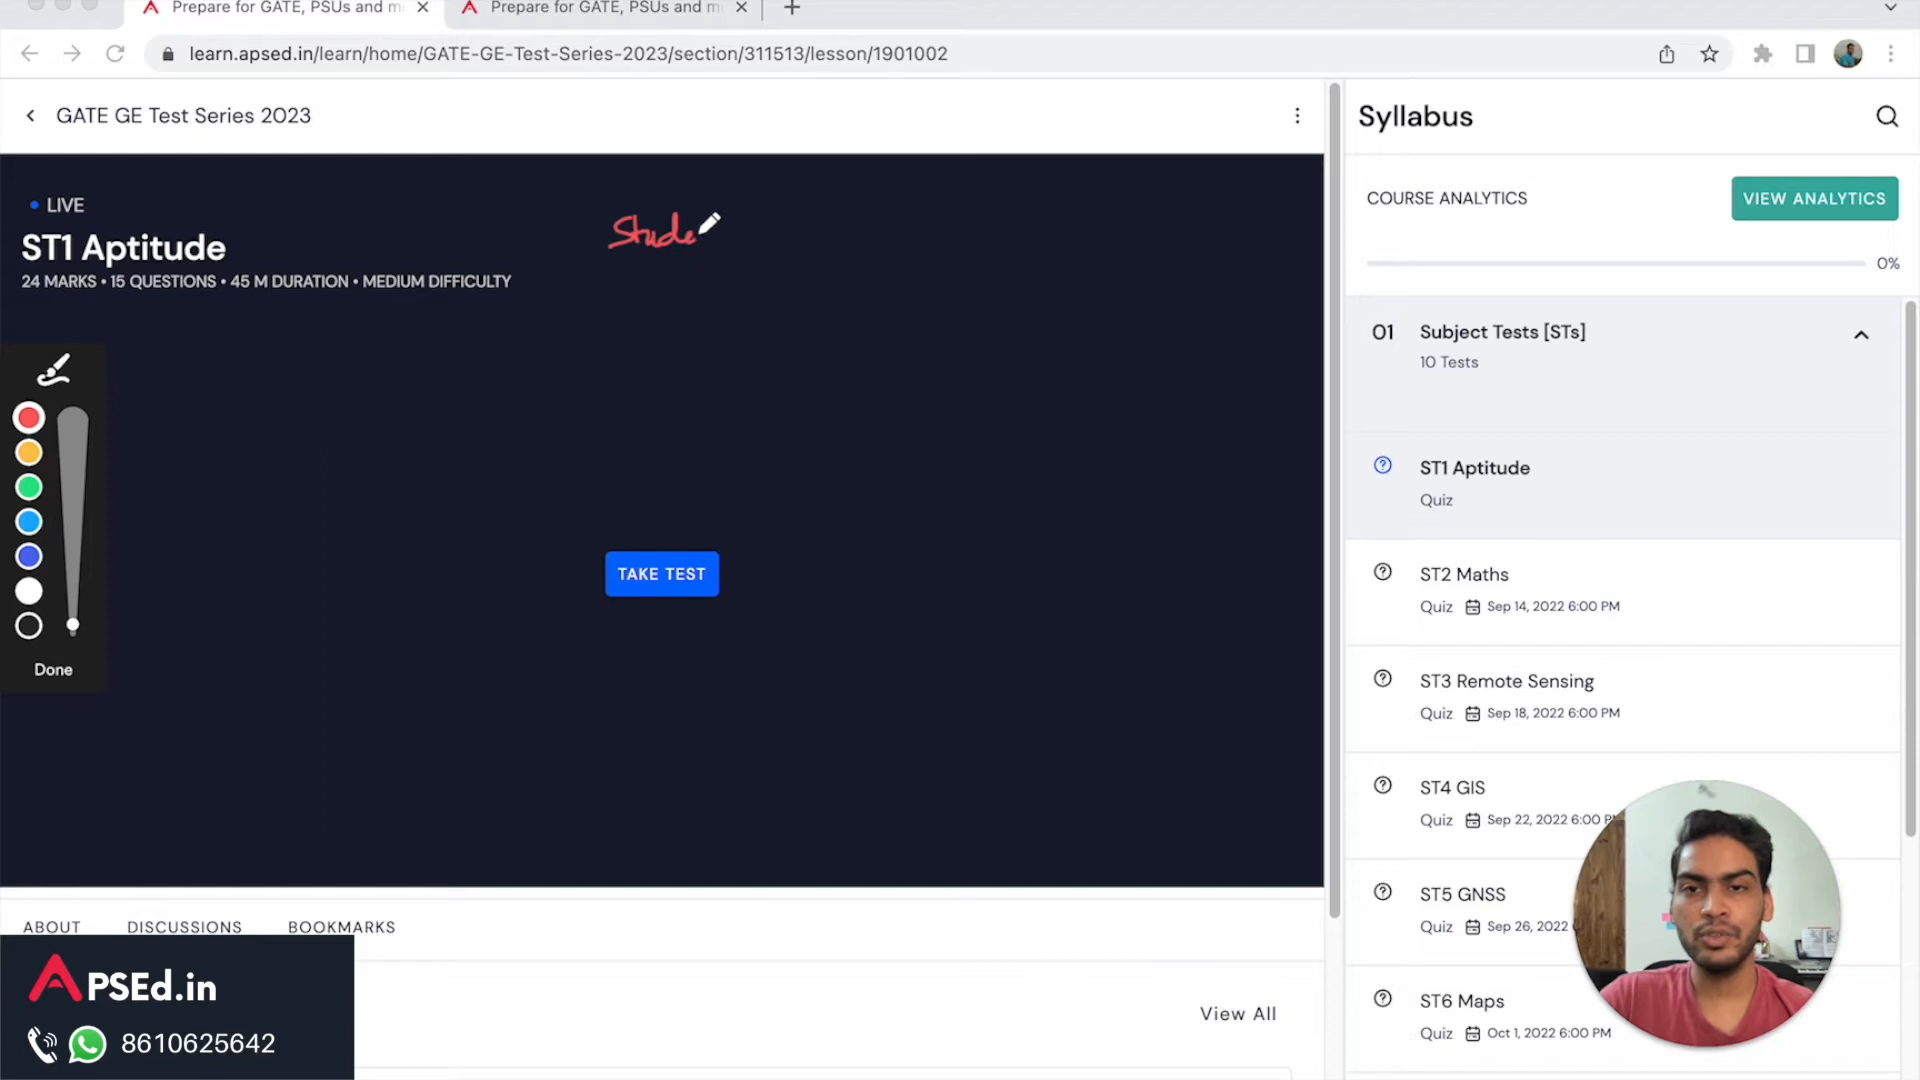 Prepare for GATE, PSUs and m
Prepare for GATE, PSUs and m
learn.apsed.in/learn/home/GATE-GE-Test-Series-2023/section/311513/lesson/1901002
GATE GE Test Series 2023
LIVE
ST1 Aptitude
24 MARKS • 15 QUESTIONS • 45 M DURATION • MEDIUM DIFFICULTY
Stude
Done
TAKE TEST
ABOUT DISCUSSIONS BOOKMARKS
APSEd.in
8610625642
View All
Syllabus
COURSE ANALYTICS
VIEW ANALYTICS
0%
01 Subject Tests [STs]
10 Tests
ST1 Aptitude
Quiz
ST2 Maths
Quiz Sep 14, 2022 6:00 PM
ST3 Remote Sensing
Quiz Sep 18, 2022 6:00 PM
ST4 GIS
Quiz Sep 22, 2022 6:00 P
ST5 GNSS
Quiz Sep 26, 2022
ST6 Maps
Quiz Oct 1, 2022 6:00 PM